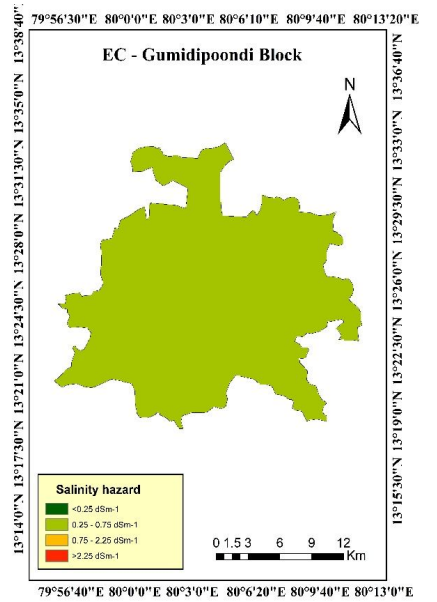 79°56'30"E 80°0'0"E 80°3'0"E 80°6'10"E 80°9'40"E 80°13'20"E
EC - Gumidipoondi Block
N
13°38'40"N
13°35'0"N
13°31'30"N
13°28'0"N
13°24'30"N
13°21'0"N
13°17'30"N
13°14'0"N
13°36'40"N
13°33'0"N
13°29'30"N
13°26'0"N
13°22'30"N
13°19'0"N
13°15'30"N
Salinity hazard
<0.25 dSm-1
0.25 - 0.75 dSm-1
0.75 - 2.25 dSm-1
>2.25 dSm-1
0 1.5 3 6 9 12
Km
79°56'40"E 80°0'0"E 80°3'10"E 80°6'20"E 80°9'40"E 80°13'0"E